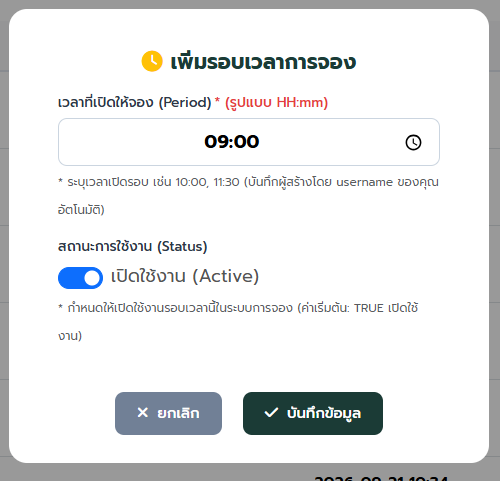 เพิ่มรอบเวลาการจอง
เวลาที่เปิดให้จอง (Period) * (รูปแบบ HH:mm)
09:00
* ระบุเวลาเปิดรอบ เช่น 10:00, 11:30 (บันทึกผู้สร้างโดย username ของคุณ
อัตโนมัติ)
สถานะการใช้งาน (Status)
เปิดใช้งาน (Active)
* กำหนดให้เปิดใช้งานรอบเวลานี้ในระบบการจอง (ค่าเริ่มต้น: TRUE เปิดใช้
งาน)
ยกเลิก บันทึกข้อมูล